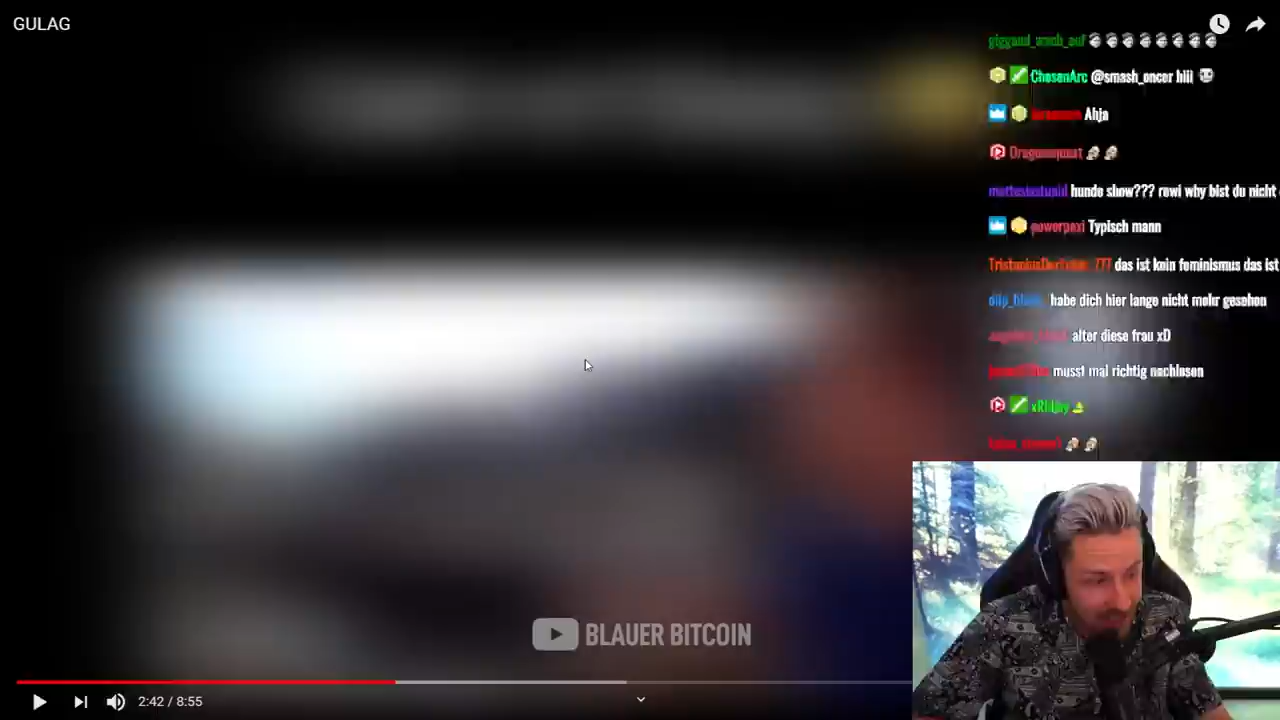 GULAG
ChosenArc @smash_oncer hiii
Ahja
hunde show??? rewi why bist du nicht
Typisch mann
das ist kein feminismus das ist
habe dich hier lange nicht mehr gesehen
alter diese frau xD
musst mal richtig nachlesen
BLAUER BITCOIN
2:42 / 8:55